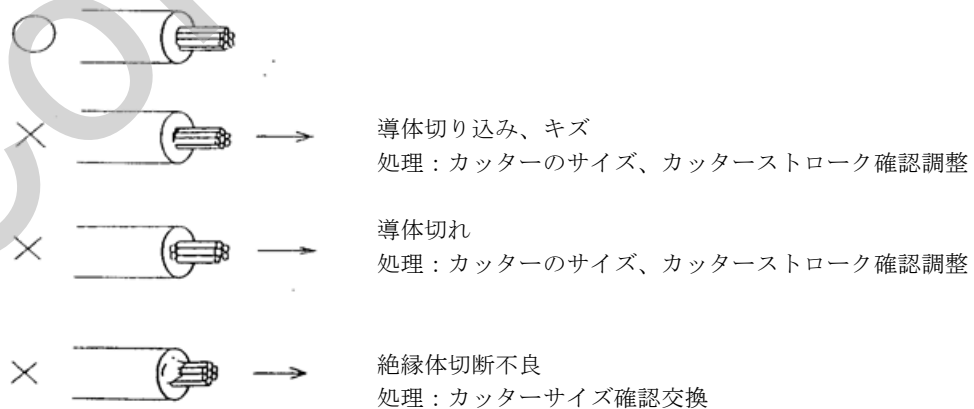 導体切り込み、キズ
処理：カッターのサイズ、カッターストローク確認調整
導体切れ
処理：カッターのサイズ、カッターストローク確認調整
絶縁体切断不良
処理：カッターサイズ確認交換